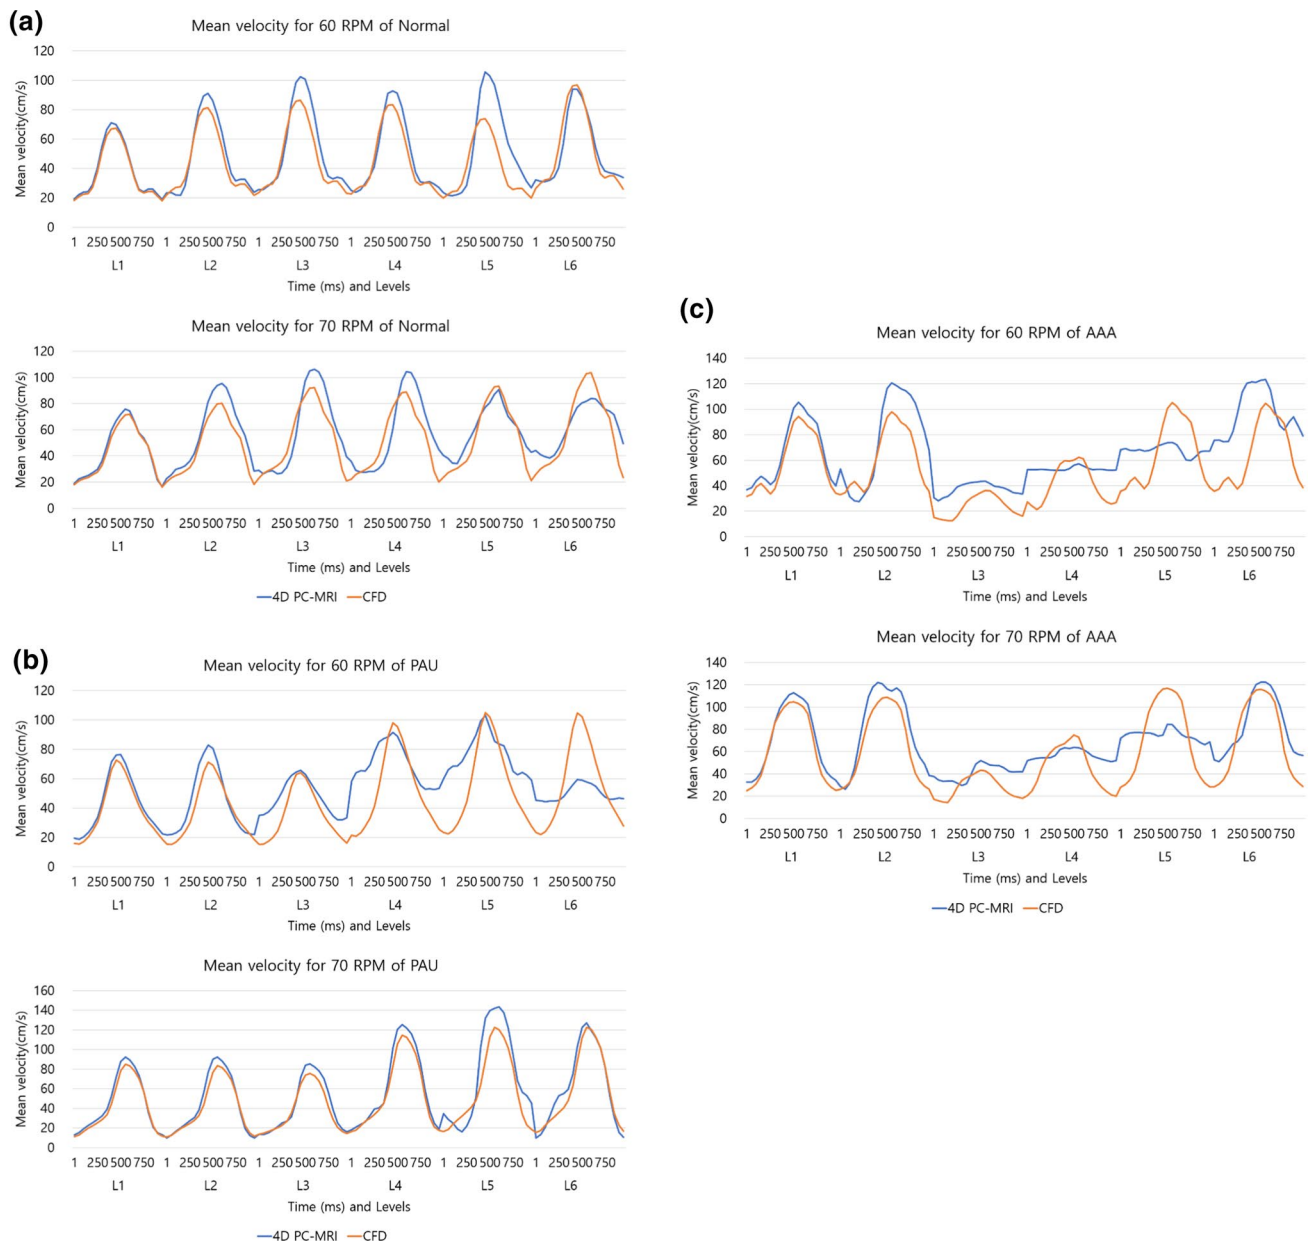 (a)
Mean velocity for 60 RPM of Normal
Mean velocity(cm/s)
120
100
80
60
40
20
0
1 250 500 750 1 250 500 750 1 250 500 750 1 250 500 750 1 250 500 750 1 250 500 750
L1 L2 L3 L4 L5 L6
Time (ms) and Levels
Mean velocity for 70 RPM of Normal
Mean velocity(cm/s)
120
100
80
60
40
20
0
1 250 500 750 1 250 500 750 1 250 500 750 1 250 500 750 1 250 500 750 1 250 500 750
L1 L2 L3 L4 L5 L6
Time (ms) and Levels
4D PC-MRI CFD
(b)
Mean velocity for 60 RPM of PAU
Mean velocity(cm/s)
120
100
80
60
40
20
0
1 250 500 750 1 250 500 750 1 250 500 750 1 250 500 750 1 250 500 750 1 250 500 750
L1 L2 L3 L4 L5 L6
Time (ms) and Levels
Mean velocity for 70 RPM of PAU
Mean velocity(cm/s)
160
140
120
100
80
60
40
20
0
1 250 500 750 1 250 500 750 1 250 500 750 1 250 500 750 1 250 500 750 1 250 500 750
L1 L2 L3 L4 L5 L6
Time (ms) and Levels
4D PC-MRI CFD
(c)
Mean velocity for 60 RPM of AAA
Mean velocity(cm/s)
140
120
100
80
60
40
20
0
1 250 500 750 1 250 500 750 1 250 500 750 1 250 500 750 1 250 500 750 1 250 500 750
L1 L2 L3 L4 L5 L6
Time (ms) and Levels
Mean velocity for 70 RPM of AAA
Mean velocity(cm/s)
140
120
100
80
60
40
20
0
1 250 500 750 1 250 500 750 1 250 500 750 1 250 500 750 1 250 500 750 1 250 500 750
L1 L2 L3 L4 L5 L6
Time (ms) and Levels
4D PC-MRI CFD